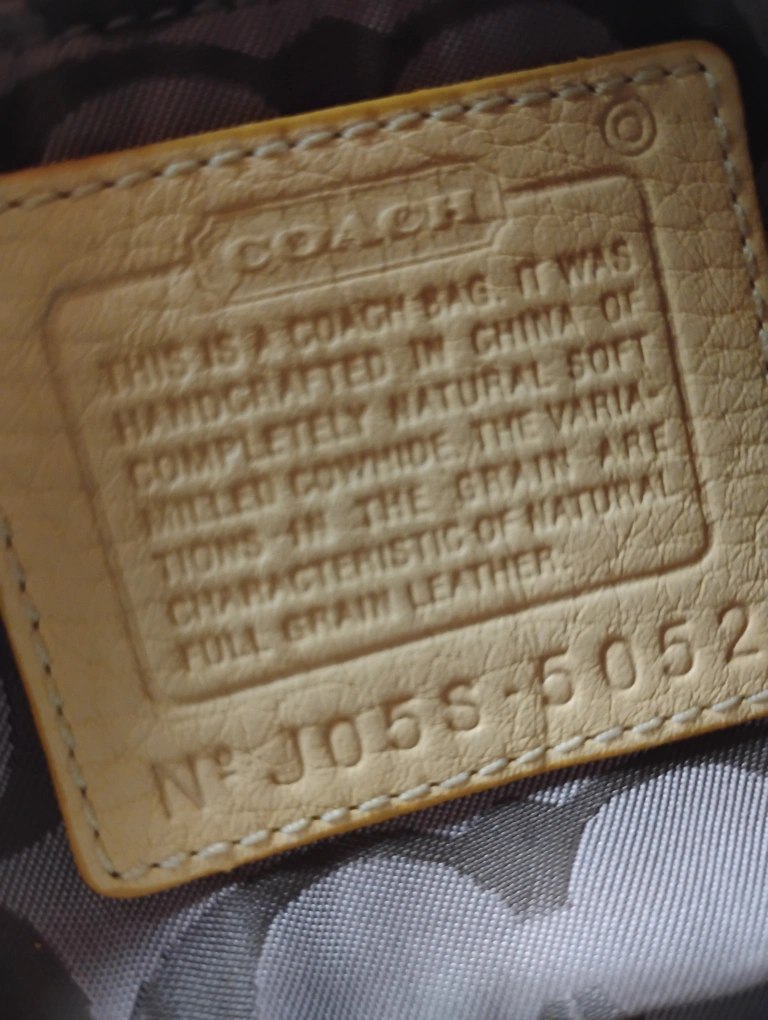 ©
COACH
THIS IS A COACH BAG. IT WAS
HANDCRAFTED IN CHINA OF
COMPLETELY NATURAL SOFT
MILLED COWHIDE. THE VARIA-
TIONS IN THE GRAIN ARE
CHARACTERISTIC OF NATURAL
FULL GRAIN LEATHER.
Nº J05S-5052